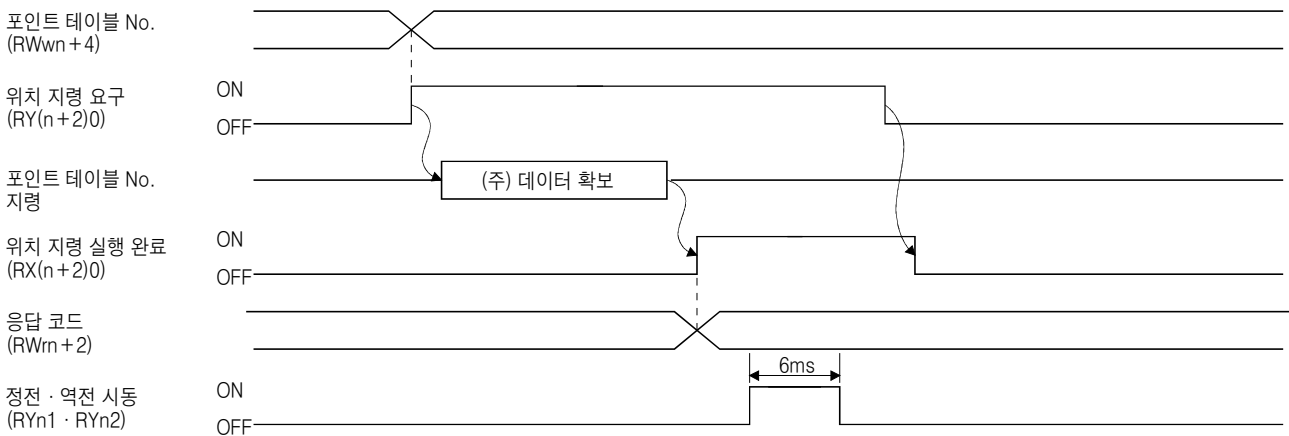 포인트 테이블 No.
(RWwn+4)
위치 지령 요구
(RY(n+2)0)
ON
OFF
포인트 테이블 No.
지령
(주) 데이터 확보
위치 지령 실행 완료
(RX(n+2)0)
ON
OFF
응답 코드
(RWrn+2)
6ms
정전 · 역전 시동
(RYn1 · RYn2)
ON
OFF